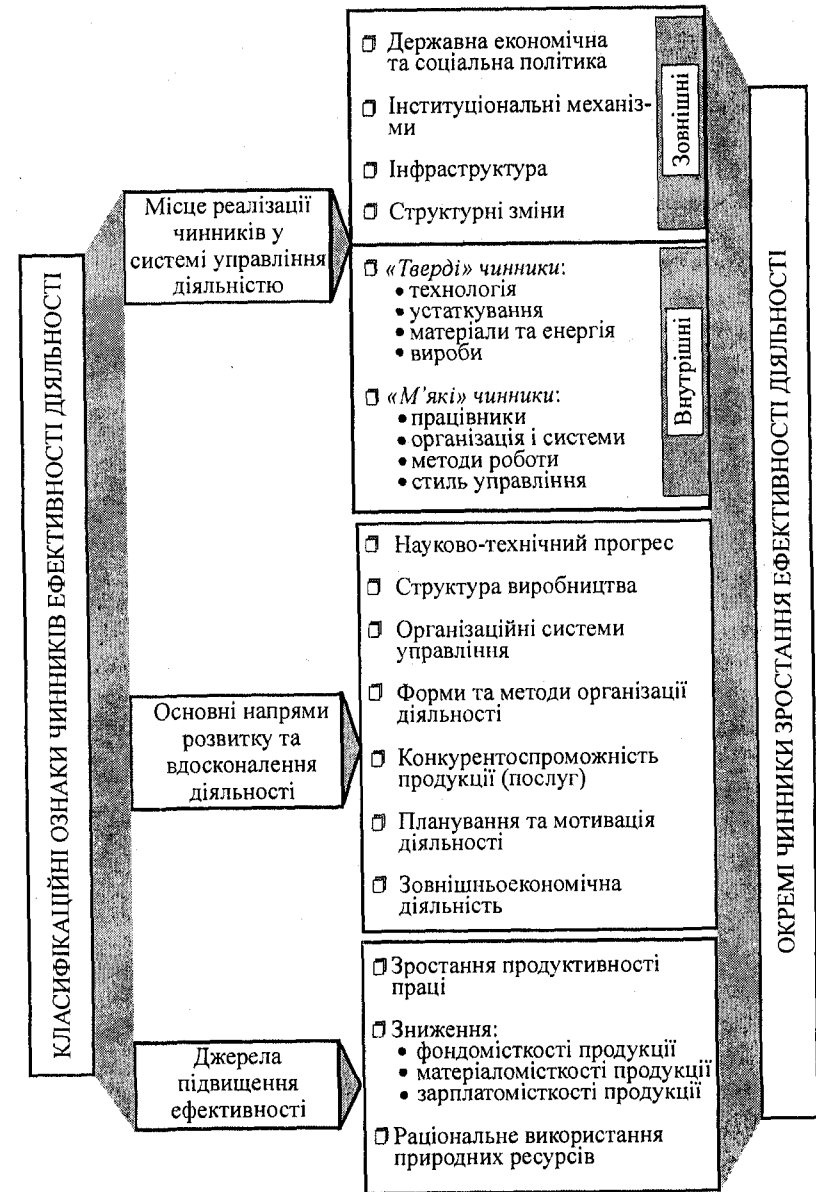 КЛАСИФІКАЦІЙНІ ОЗНАКИ ЧИННИКІВ ЕФЕКТИВНОСТІ ДІЯЛЬНОСТІ
Місце реалізації
чинників у
системі управління
діяльністю
Державна економічна
та соціальна політика
Інституціональні механіз-
ми
Інфраструктура
Структурні зміни
Зовнішні
«Тверді» чинники:
• технологія
• устаткування
• матеріали та енергія
• вироби
«М'які» чинники:
• працівники
• організація і системи
• методи роботи
• стиль управління
Внутрішні
Основні напрями
розвитку та
вдосконалення
діяльності
Науково-технічний прогрес
Структура виробництва
Організаційні системи
управління
Форми та методи організації
діяльності
Конкурентоспроможність
продукції (послуг)
Планування та мотивація
діяльності
Зовнішньоекономічна
діяльність
Джерела
підвищення
ефективності
Зростання продуктивності
праці
Зниження:
• фондомісткості продукції
• матеріаломісткості продукції
• зарплатомісткості продукції
Раціональне використання
природних ресурсів
ОКРЕМІ ЧИННИКИ ЗРОСТАННЯ ЕФЕКТИВНОСТІ ДІЯЛЬНОСТІ